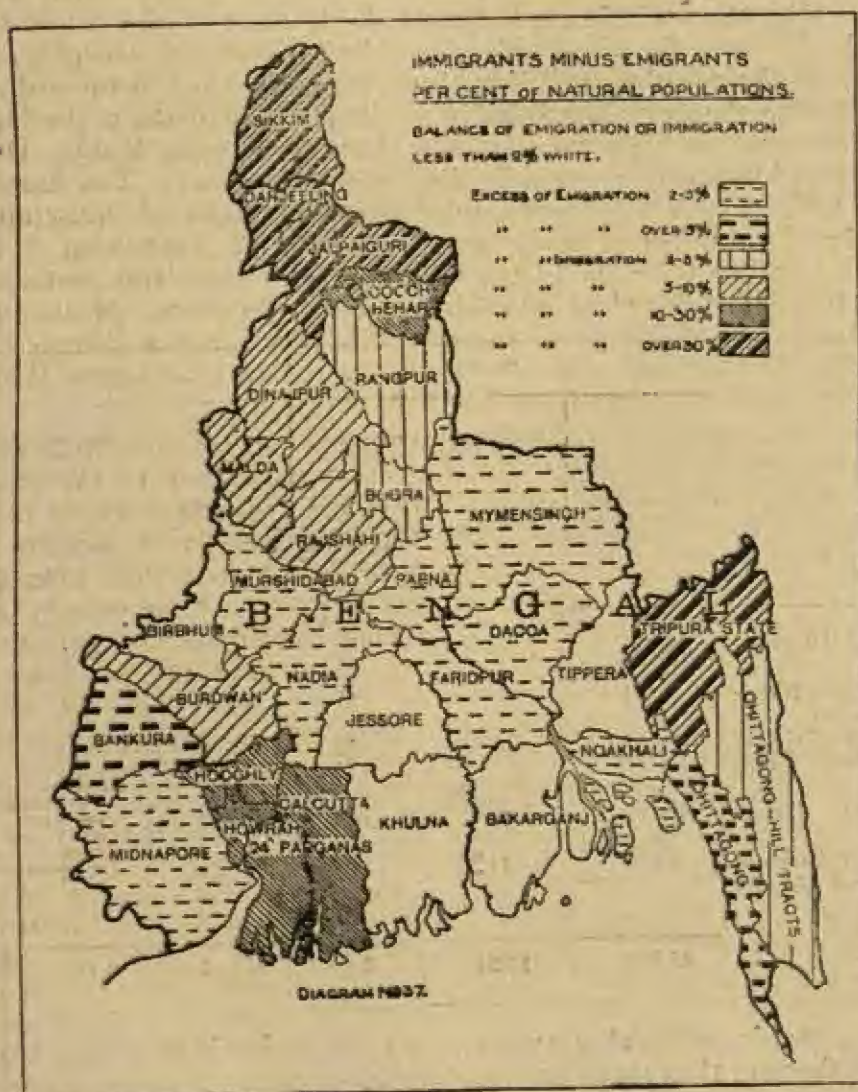 IMMIGRANTS MINUS EMIGRANTS
PER CENT OF NATURAL POPULATIONS.
BALANCE OF EMIGRATION OR IMMIGRATION
LESS THAN 2% WHITE.
EXCESS OF EMIGRATION 2-5%
" " " OVER 5%
" " IMMIGRATION 2-5%
" " " 5-10%
" " " 10-30%
" " " OVER 30%
SIKKIM
DARJEELING
JALPAIGURI
COOCH
BEHAR
RANGPUR
DINAJPUR
MALDA
BOGRA
MYMENSINGH
RAJSHAHI
MURSHIDABAD
PABNA
BENGAL
BIRBHUM
DACCA
TRIPURA STATE
NADIA
FARIDPUR
TIPPERA
BURDWAN
JESSORE
BANKURA
NOAKHALI
CHITTAGONG HILL TRACTS
HOOGHLY
CALCUTTA
CHITTAGONG
HOWRAH
KHULNA
BAKARGANJ
24 PARGANAS
MIDNAPORE
DIAGRAM No37.